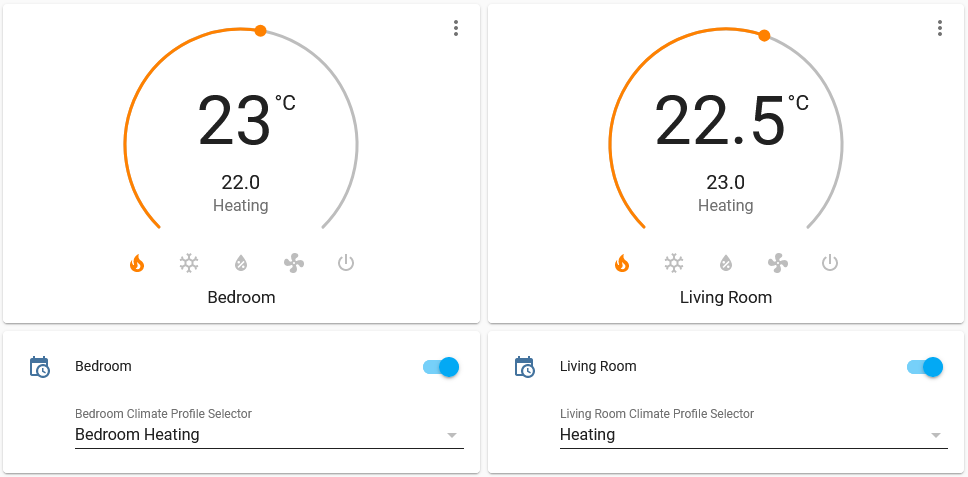 23 °C
22.0
Heating
Bedroom
22.5 °C
23.0
Heating
Living Room
Bedroom
Bedroom Climate Profile Selector
Bedroom Heating
Living Room
Living Room Climate Profile Selector
Heating